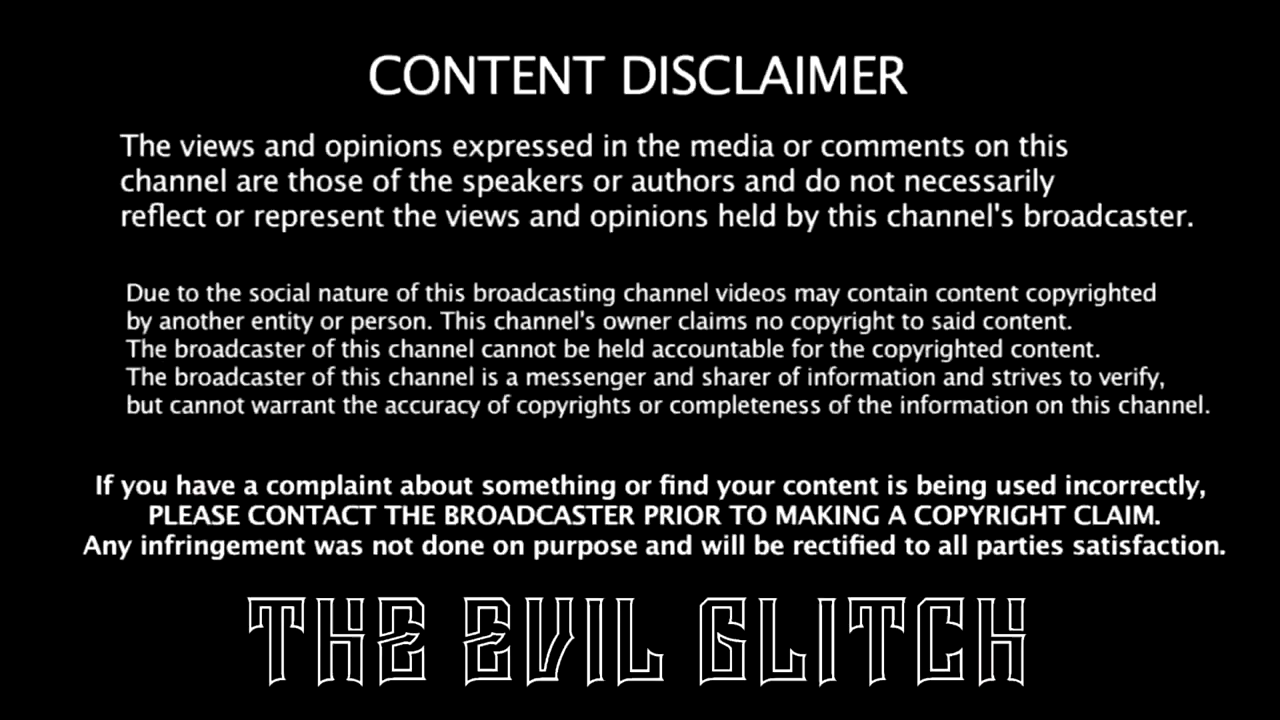 CONTENT DISCLAIMER
The views and opinions expressed in the media or comments on this
channel are those of the speakers or authors and do not necessarily
reflect or represent the views and opinions held by this channel's broadcaster.
Due to the social nature of this broadcasting channel videos may contain content copyrighted
by another entity or person. This channel's owner claims no copyright to said content.
The broadcaster of this channel cannot be held accountable for the copyrighted content.
The broadcaster of this channel is a messenger and sharer of information and strives to verify,
but cannot warrant the accuracy of copyrights or completeness of the information on this channel.
If you have a complaint about something or find your content is being used incorrectly,
PLEASE CONTACT THE BROADCASTER PRIOR TO MAKING A COPYRIGHT CLAIM.
Any infringement was not done on purpose and will be rectified to all parties satisfaction.
THE EVIL GLITCH